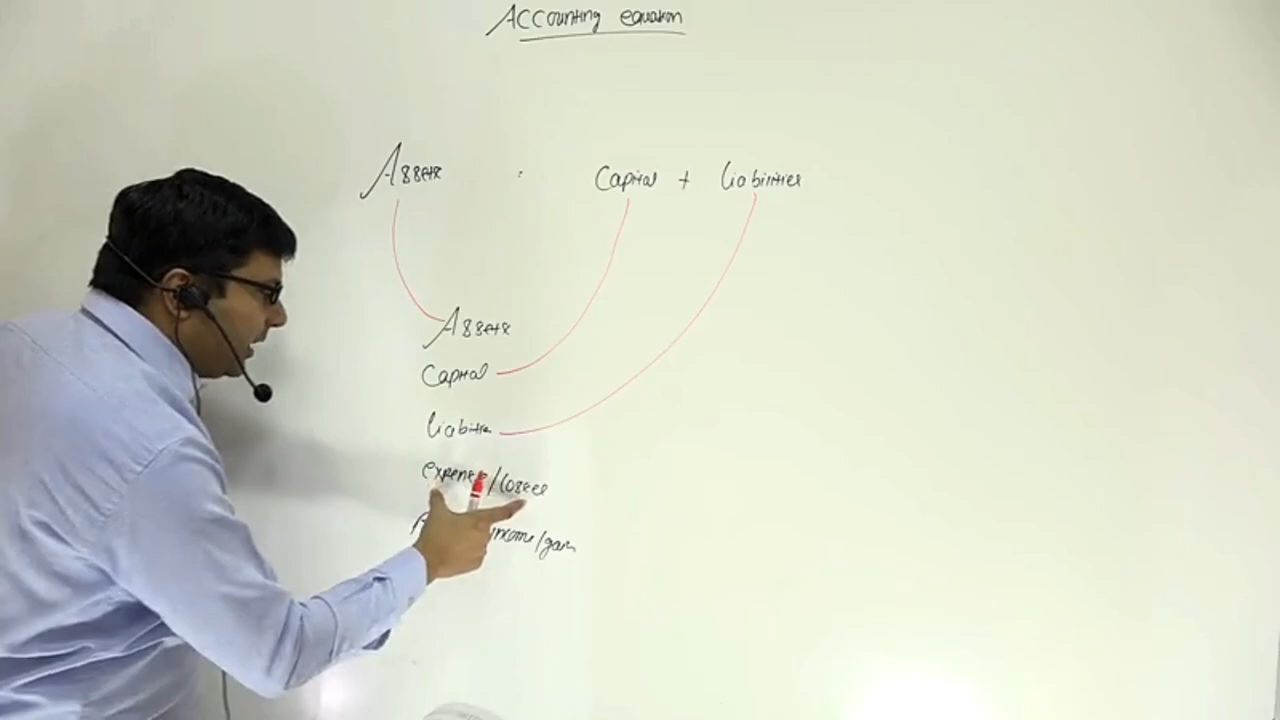 Accounting equation
Assets = Capital + Liabilities
Assets
Capital
Liabilities
expenses/losses
income/gain